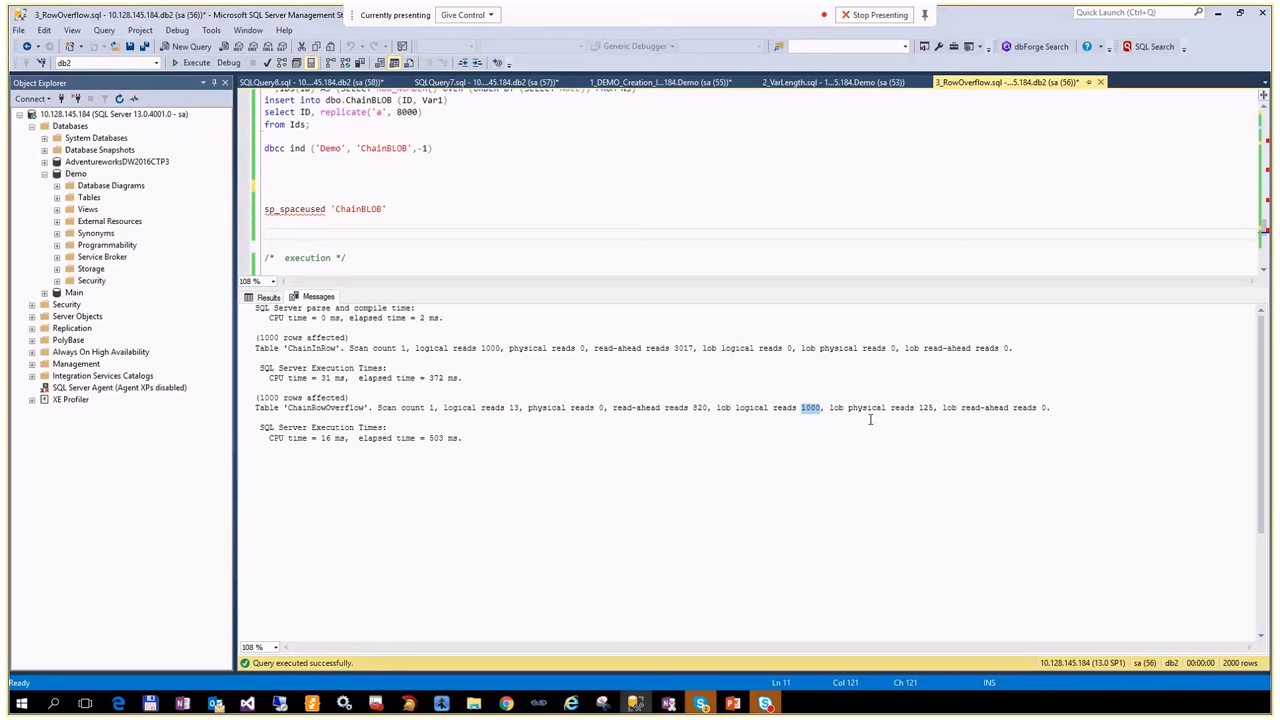 3_RowOverflow.sql - 10.128.145.184 (sa (56))* - Microsoft SQL Server Management St
Currently presenting
Give Control
Stop Presenting
Quick Launch (Ctrl+Q)
File Edit View Query Project Debug Tools Window Help
New Query
Generic Debugger
dbForge Search
SQL Search
db2
Execute
Debug
Object Explorer
SQLQuery8.sql - 10....45.184.db2 (sa (58))*
SQLQuery7.sql - 10....45.184.db2 (sa (57))*
1_DEMO_Creation_I....184.Demo (sa (55))*
2_VarLength.sql - 10....45.184.Demo (sa (53))
3_RowOverflow.sql -...5.184.db2 (sa (56))*
Connect
10.128.145.184 (SQL Server 13.0.4001.0 - sa)
Databases
System Databases
Database Snapshots
AdventureworksDW2016CTP3
Demo
Database Diagrams
Tables
Views
External Resources
Synonyms
Programmability
Service Broker
Storage
Security
Main
Security
Server Objects
Replication
PolyBase
Always On High Availability
Management
Integration Services Catalogs
SQL Server Agent (Agent XPs disabled)
XE Profiler
insert into dbo.ChainBLOB (ID, Var1)
select ID, replicate('a', 8000)
from Ids;
dbcc ind ('Demo', 'ChainBLOB',-1)
sp_spaceused 'ChainBLOB'
/* execution */
108 %
Results
Messages
SQL Server parse and compile time:
CPU time = 0 ms, elapsed time = 2 ms.
(1000 rows affected)
Table 'ChainInRow'. Scan count 1, logical reads 1000, physical reads 0, read-ahead reads 3017, lob logical reads 0, lob physical reads 0, lob read-ahead reads 0.
SQL Server Execution Times:
CPU time = 31 ms, elapsed time = 372 ms.
(1000 rows affected)
Table 'ChainRowOverflow'. Scan count 1, logical reads 13, physical reads 0, read-ahead reads 820, lob logical reads 1000, lob physical reads 125, lob read-ahead reads 0.
SQL Server Execution Times:
CPU time = 16 ms, elapsed time = 503 ms.
108 %
Query executed successfully.
10.128.145.184 (13.0 SP1)
sa (56)
db2
00:00:00
2000 rows
Ready
Ln 11
Col 121
Ch 121
INS